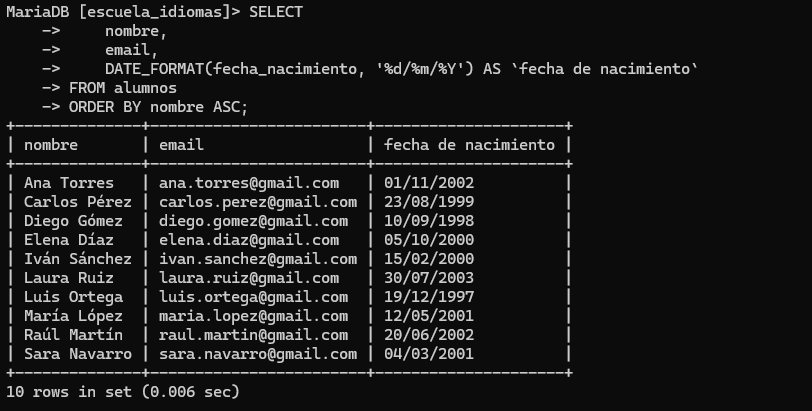 MariaDB [escuela_idiomas]> SELECT
    ->     nombre,
    ->     email,
    ->     DATE_FORMAT(fecha_nacimiento, '%d/%m/%Y') AS `fecha de nacimiento`
    -> FROM alumnos
    -> ORDER BY nombre ASC;
+---------------+-------------------------+---------------------+
| nombre        | email                   | fecha de nacimiento |
+---------------+-------------------------+---------------------+
| Ana Torres    | ana.torres@gmail.com    | 01/11/2002          |
| Carlos Pérez  | carlos.perez@gmail.com  | 23/08/1999          |
| Diego Gómez   | diego.gomez@gmail.com   | 10/09/1998          |
| Elena Díaz    | elena.diaz@gmail.com    | 05/10/2000          |
| Iván Sánchez  | ivan.sanchez@gmail.com  | 15/02/2000          |
| Laura Ruiz    | laura.ruiz@gmail.com    | 30/07/2003          |
| Luis Ortega   | luis.ortega@gmail.com   | 19/12/1997          |
| María López   | maria.lopez@gmail.com   | 12/05/2001          |
| Raúl Martín   | raul.martin@gmail.com   | 20/06/2002          |
| Sara Navarro  | sara.navarro@gmail.com  | 04/03/2001          |
+---------------+-------------------------+---------------------+
10 rows in set (0.006 sec)